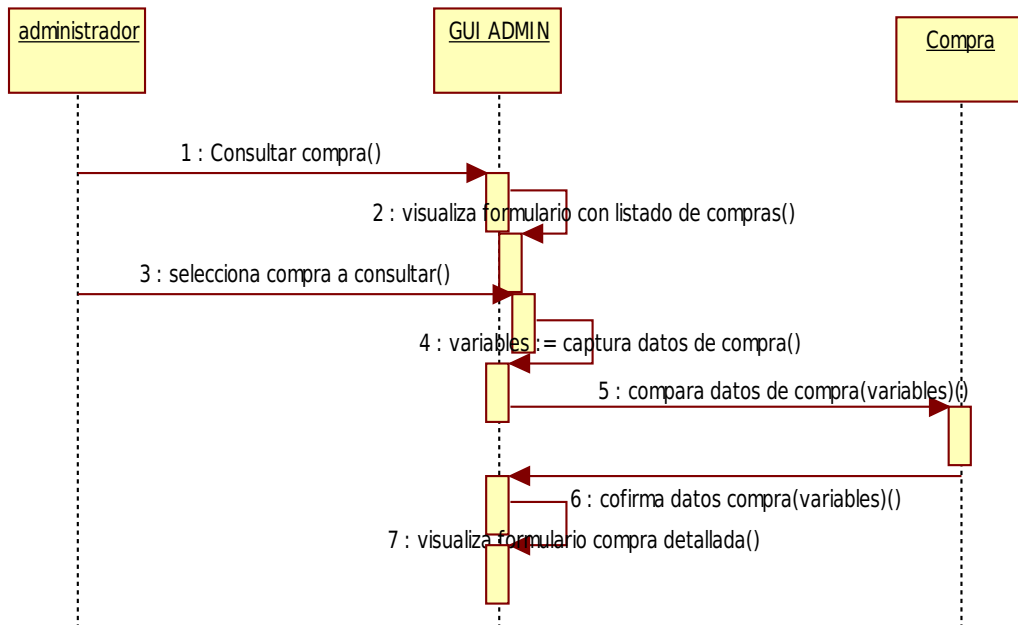 administrador
GUI ADMIN
Compra
1 : Consultar compra()
2 : visualiza formulario con listado de compras()
3 : selecciona compra a consultar()
4 : variables := captura datos de compra()
5 : compara datos de compra(variables)()
6 : cofirma datos compra(variables)()
7 : visualiza formulario compra detallada()